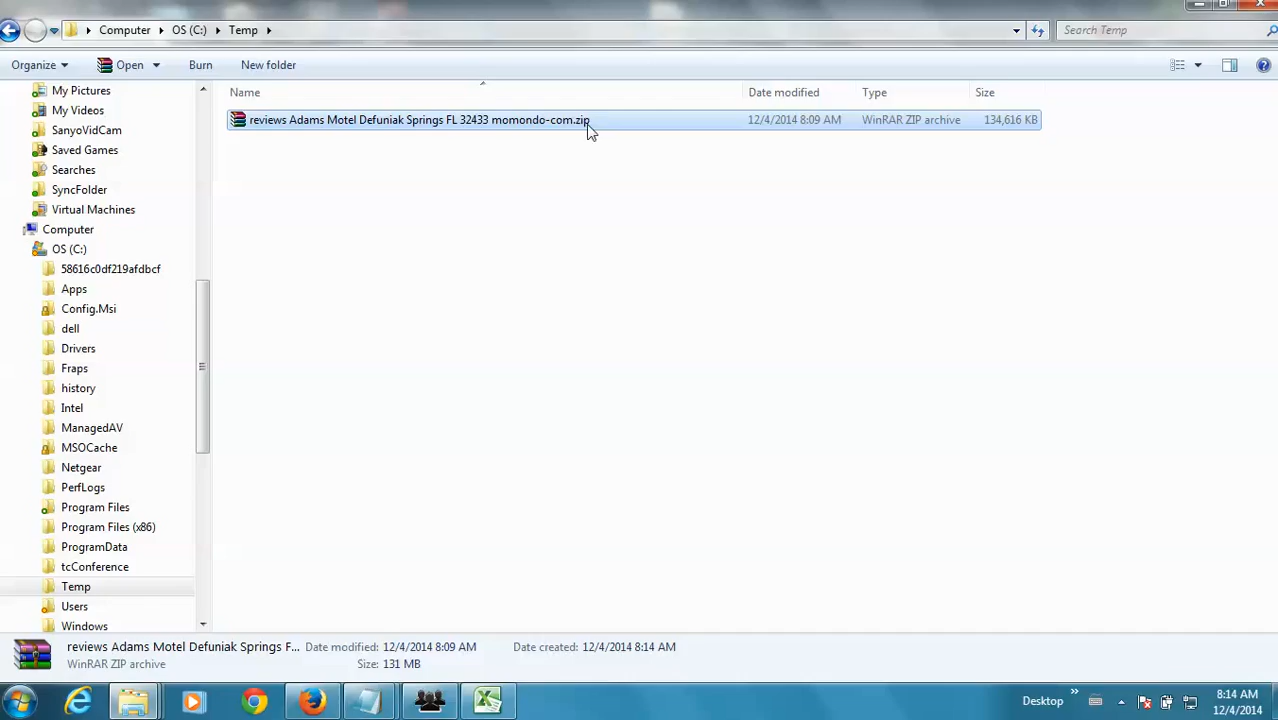 Computer OS (C:) Temp
Search Temp
Organize Open Burn New folder
Name Date modified Type Size
reviews Adams Motel Defuniak Springs FL 32433 momondo-com.zip 12/4/2014 8:09 AM WinRAR ZIP archive 134,616 KB
My Pictures
My Videos
SanyoVidCam
Saved Games
Searches
SyncFolder
Virtual Machines
Computer
OS (C:)
58616c0df219afdbcf
Apps
Config.Msi
dell
Drivers
Fraps
history
Intel
ManagedAV
MSOCache
Netgear
PerfLogs
Program Files
Program Files (x86)
ProgramData
tcConference
Temp
Users
Windows
reviews Adams Motel Defuniak Springs F... Date modified: 12/4/2014 8:09 AM Date created: 12/4/2014 8:14 AM
WinRAR ZIP archive Size: 131 MB
Desktop
8:14 AM
12/4/2014